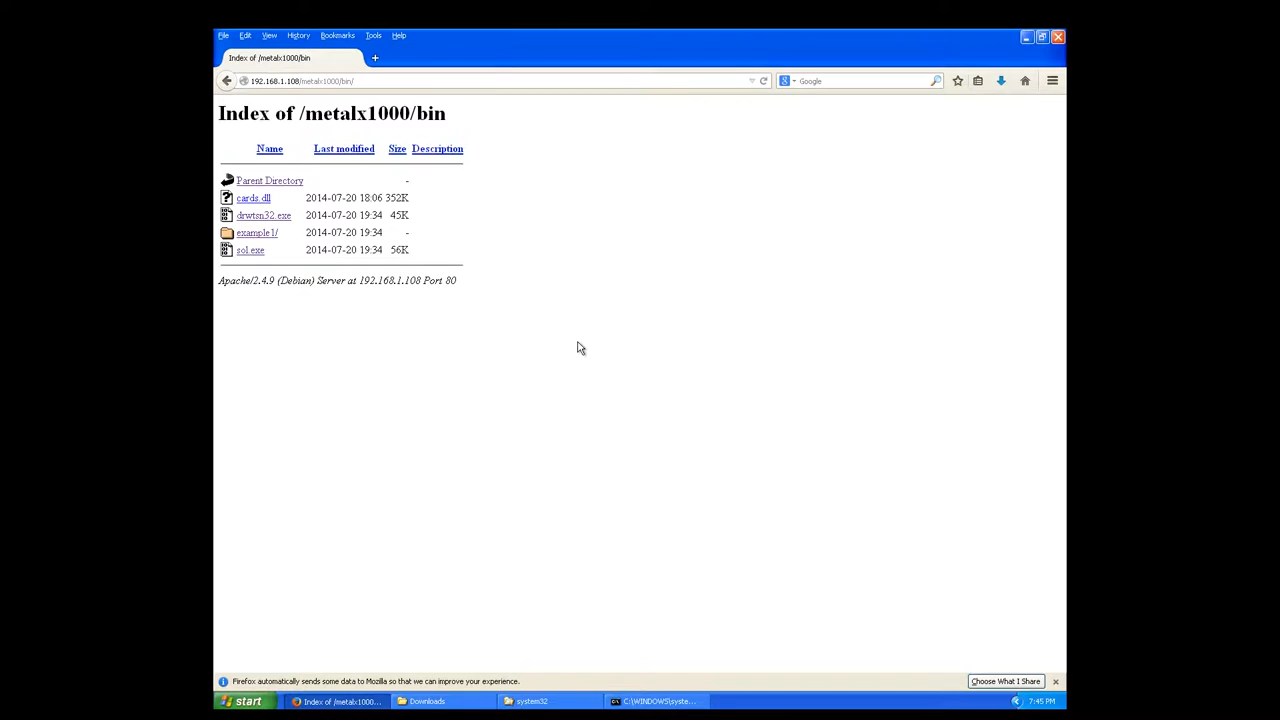 File Edit View History Bookmarks Tools Help
Index of /metalx1000/bin
192.168.1.108/metalx1000/bin/ Google
Index of /metalx1000/bin
Name Last modified Size Description
Parent Directory -
cards.dll 2014-07-20 18:06 352K
drwtsn32.exe 2014-07-20 19:34 45K
example1/ 2014-07-20 19:34 -
sol.exe 2014-07-20 19:34 56K
Apache/2.4.9 (Debian) Server at 192.168.1.108 Port 80
Firefox automatically sends some data to Mozilla so that we can improve your experience. Choose What I Share
start Index of /metalx1000... Downloads system32 C:\WINDOWS\syste... 7:45 PM